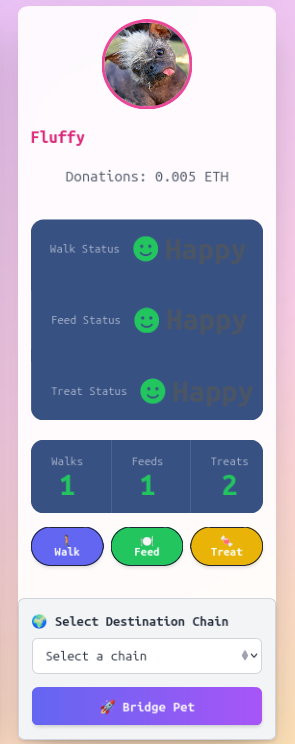 Fluffy
Donations: 0.005 ETH
Walk Status Happy
Feed Status Happy
Treat Status Happy
Walks Feeds Treats
1 1 2
Walk Feed Treat
Select Destination Chain
Select a chain
Bridge Pet